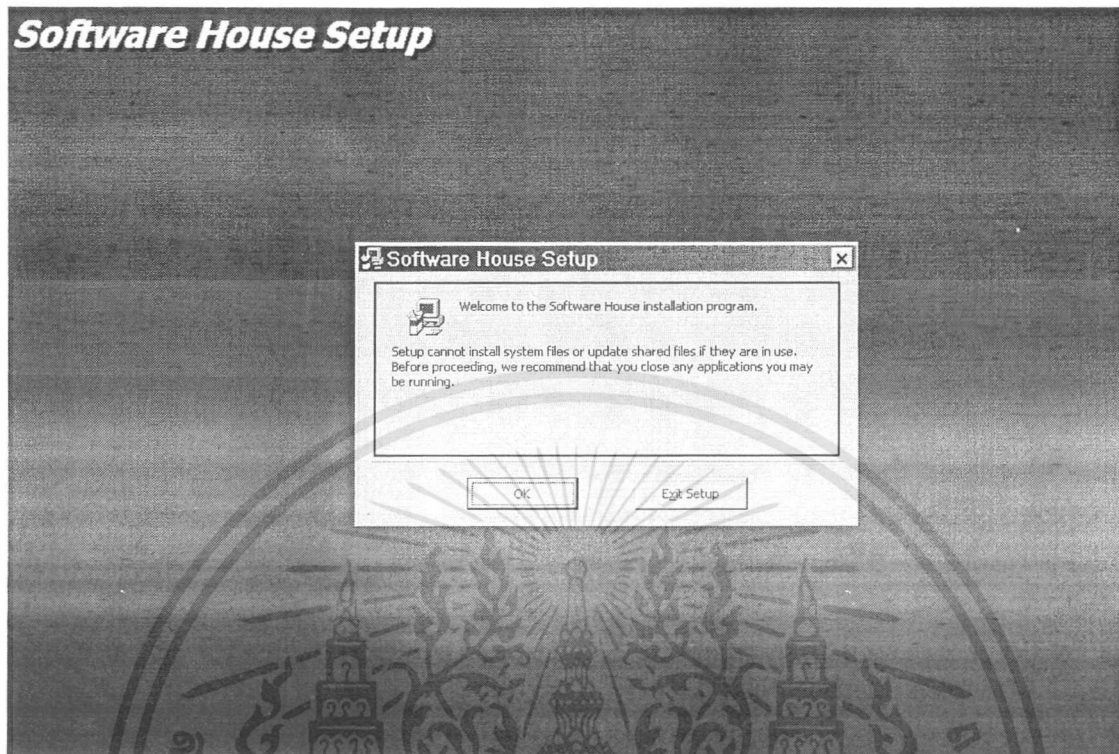 Software House Setup
Software House Setup
Welcome to the Software House installation program.
Setup cannot install system files or update shared files if they are in use.
Before proceeding, we recommend that you close any applications you may
be running.
OK
Exit Setup